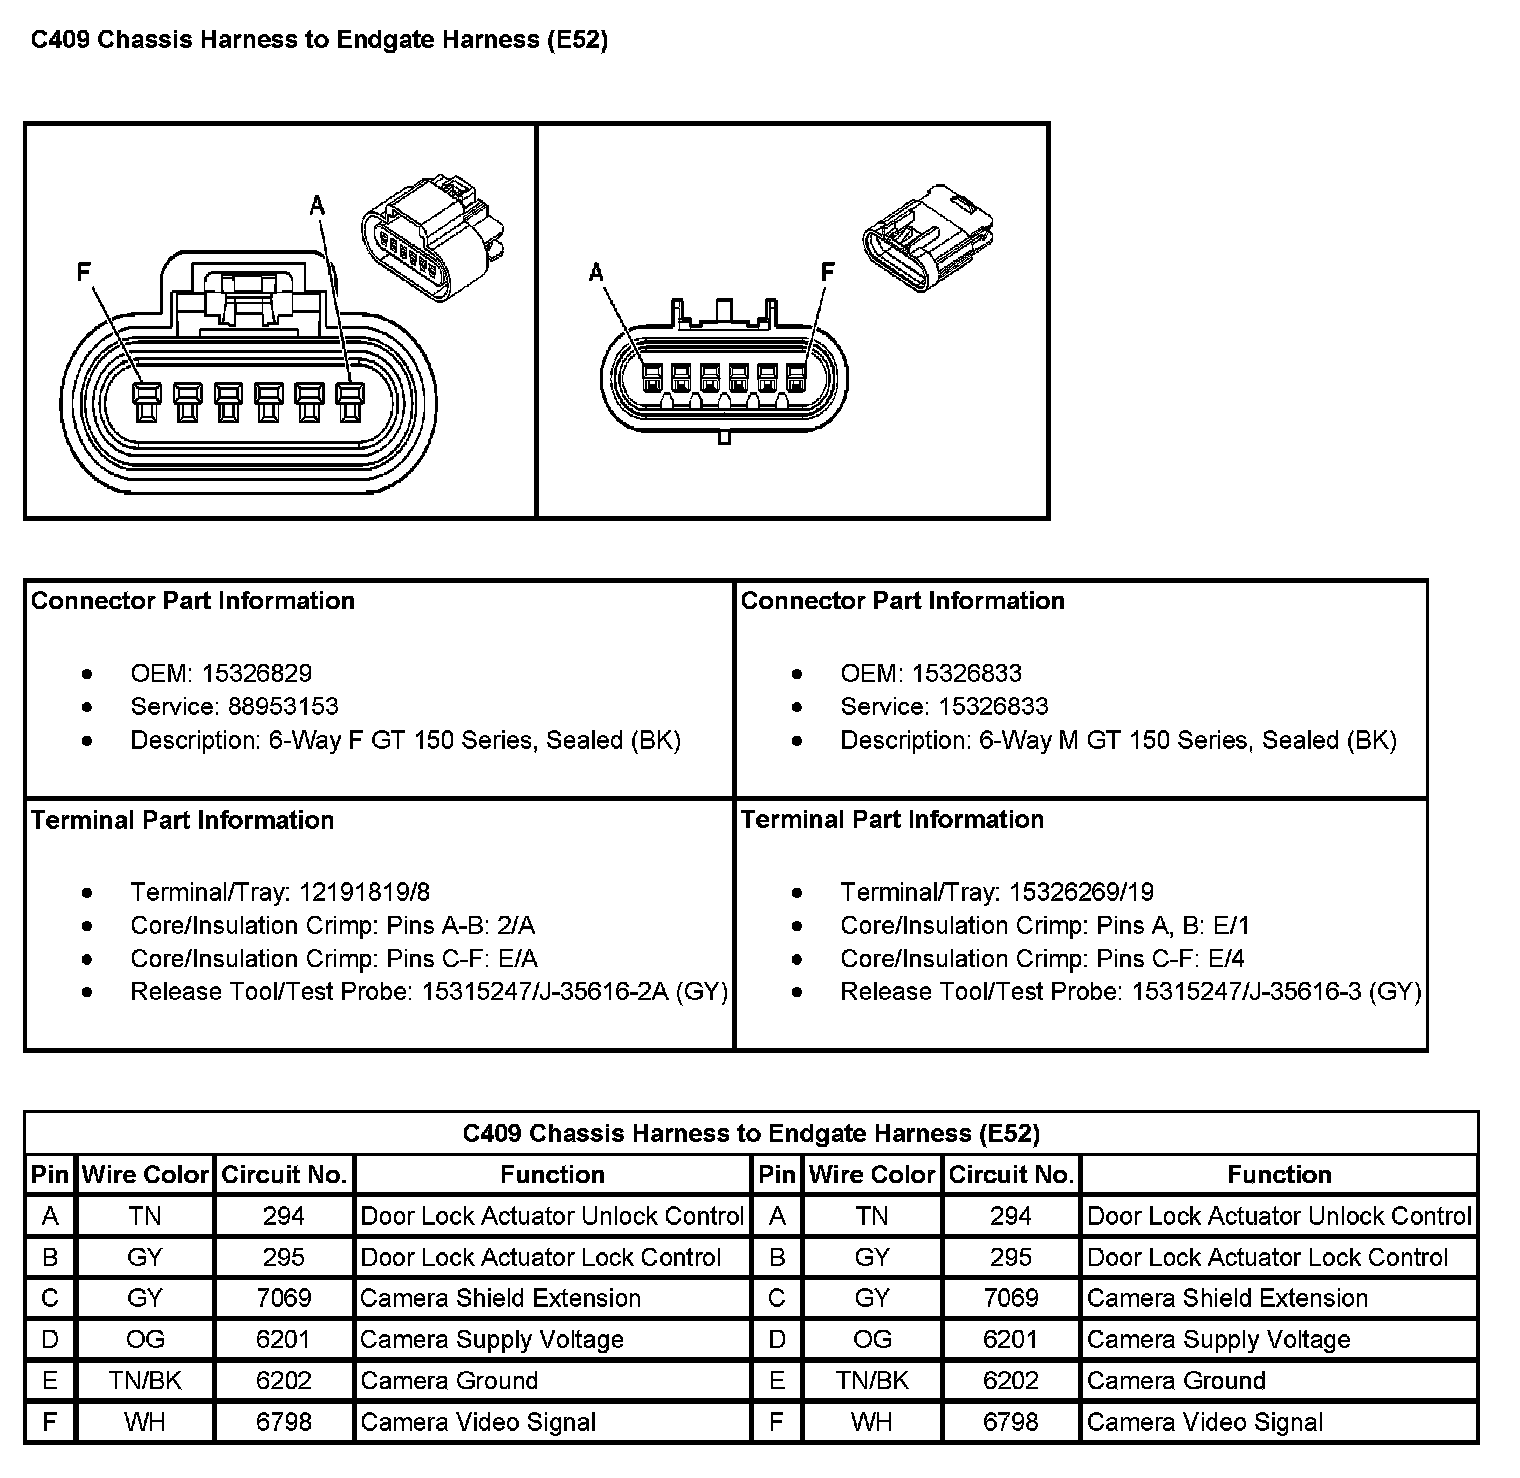 C409 Chassis Harness to Endgate Harness (E52)
A
F
A
F
Connector Part Information
• OEM: 15326829
• Service: 88953153
• Description: 6-Way F GT 150 Series, Sealed (BK)
Connector Part Information
• OEM: 15326833
• Service: 15326833
• Description: 6-Way M GT 150 Series, Sealed (BK)
Terminal Part Information
• Terminal/Tray: 12191819/8
• Core/Insulation Crimp: Pins A-B: 2/A
• Core/Insulation Crimp: Pins C-F: E/A
• Release Tool/Test Probe: 15315247/J-35616-2A (GY)
Terminal Part Information
• Terminal/Tray: 15326269/19
• Core/Insulation Crimp: Pins A, B: E/1
• Core/Insulation Crimp: Pins C-F: E/4
• Release Tool/Test Probe: 15315247/J-35616-3 (GY)
C409 Chassis Harness to Endgate Harness (E52)
Pin Wire Color Circuit No. Function Pin Wire Color Circuit No. Function
A TN 294 Door Lock Actuator Unlock Control A TN 294 Door Lock Actuator Unlock Control
B GY 295 Door Lock Actuator Lock Control B GY 295 Door Lock Actuator Lock Control
C GY 7069 Camera Shield Extension C GY 7069 Camera Shield Extension
D OG 6201 Camera Supply Voltage D OG 6201 Camera Supply Voltage
E TN/BK 6202 Camera Ground E TN/BK 6202 Camera Ground
F WH 6798 Camera Video Signal F WH 6798 Camera Video Signal